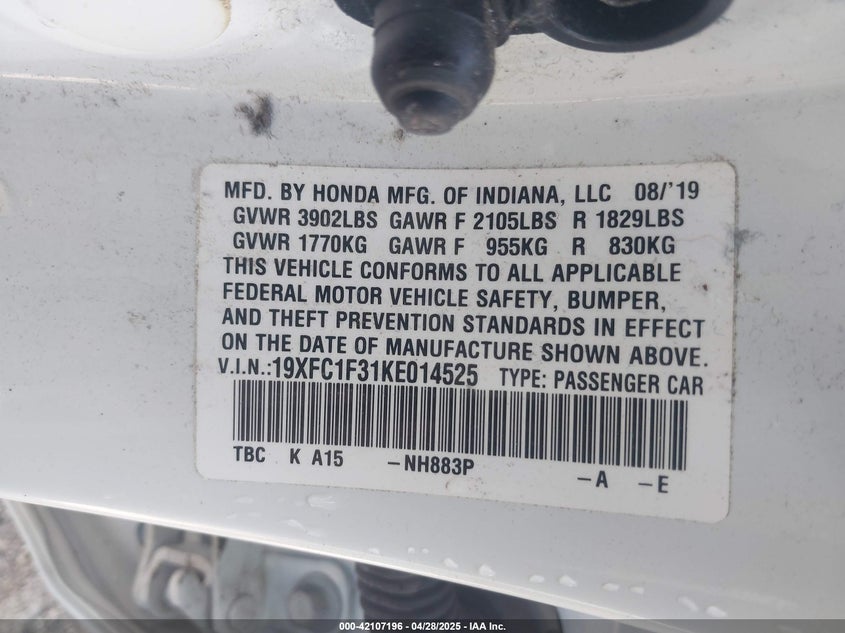 MFD. BY HONDA MFG. OF INDIANA, LLC 08/'19
GVWR 3902LBS GAWR F 2105LBS R 1829LBS
GVWR 1770KG GAWR F 955KG R 830KG
THIS VEHICLE CONFORMS TO ALL APPLICABLE
FEDERAL MOTOR VEHICLE SAFETY, BUMPER,
AND THEFT PREVENTION STANDARDS IN EFFECT
ON THE DATE OF MANUFACTURE SHOWN ABOVE.
V.I.N.:19XFC1F31KE014525 TYPE: PASSENGER CAR
TBC K A15 -NH883P -A -E
000-42107196 | 04/28/2025 | IAA Inc.